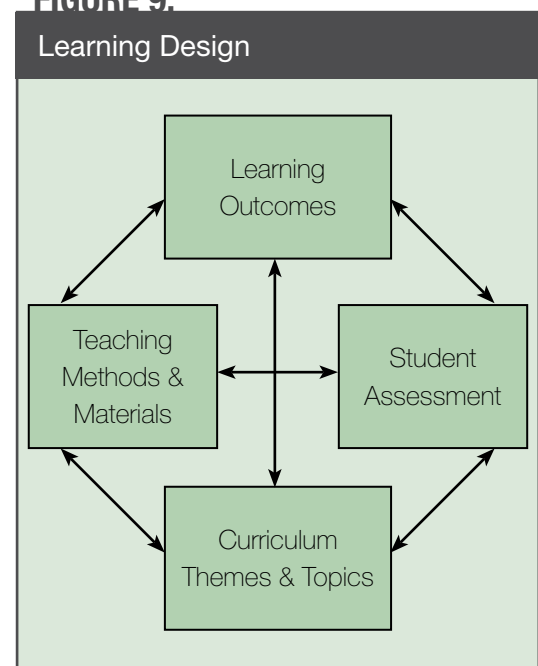 FIGURE 9.
Learning Design
Learning
Outcomes
Teaching
Methods &
Materials
Student
Assessment
Curriculum
Themes & Topics